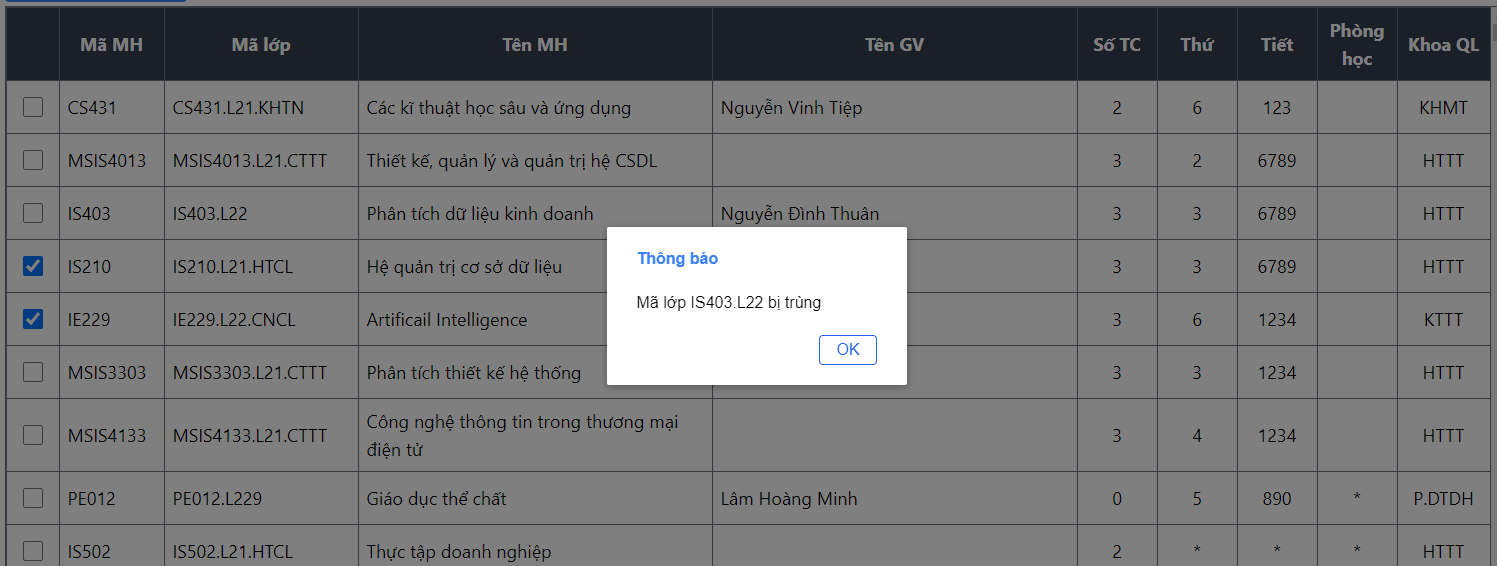 Mã MH Mã lớp Tên MH Tên GV Số TC Thứ Tiết Phòng học Khoa QL
CS431 CS431.L21.KHTN Các kĩ thuật học sâu và ứng dụng Nguyễn Vinh Tiệp 2 6 123 KHMT
MSIS4013 MSIS4013.L21.CTTT Thiết kế, quản lý và quản trị hệ CSDL 3 2 6789 HTTT
IS403 IS403.L22 Phân tích dữ liệu kinh doanh Nguyễn Đình Thuân 3 3 6789 HTTT
IS210 IS210.L21.HTCL Hệ quản trị cơ sở dữ liệu 3 3 6789 HTTT
IE229 IE229.L22.CNCL Artificail Intelligence 3 6 1234 KTTT
MSIS3303 MSIS3303.L21.CTTT Phân tích thiết kế hệ thống 3 3 1234 HTTT
MSIS4133 MSIS4133.L21.CTTT Công nghệ thông tin trong thương mại
điện tử 3 4 1234 HTTT
PE012 PE012.L229 Giáo dục thể chất Lâm Hoàng Minh 0 5 890 * P.DTDH
IS502 IS502.L21.HTCL Thực tập doanh nghiệp 2 * * * HTTT
Thông báo
Mã lớp IS403.L22 bị trùng
OK